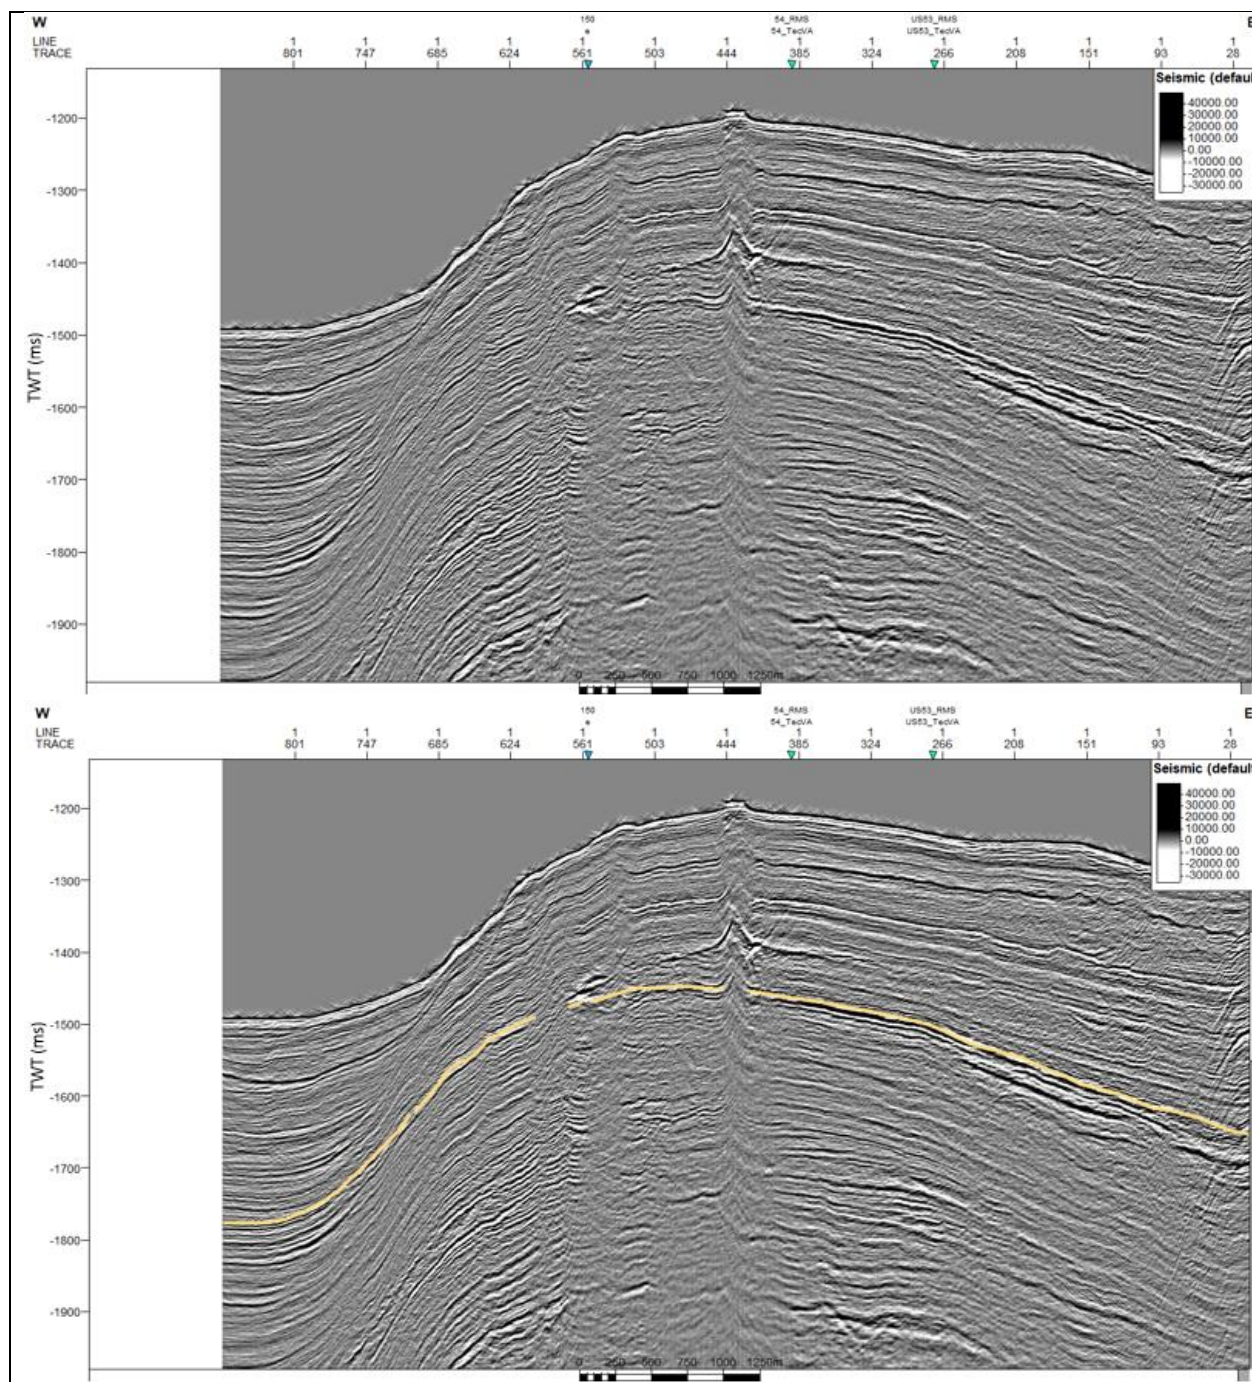 W
150
e
54_RMS
54_TecVA
US53_RMS
US53_TecVA
E
LINE 1 1 1 1 1 1 1 1 1 1 1 1 1 1
TRACE 801 747 685 624 561 503 444 385 324 266 208 151 93 28
Seismic (defaul
40000.00
30000.00
20000.00
10000.00
0.00
-10000.00
-20000.00
-30000.00
-1200
-1300
-1400
-1500
-1600
-1700
-1800
-1900
TWT (ms)
0 250 500 750 1000 1250m
W
150
e
54_RMS
54_TecVA
US53_RMS
US53_TecVA
E
LINE 1 1 1 1 1 1 1 1 1 1 1 1 1 1
TRACE 801 747 685 624 561 503 444 385 324 266 208 151 93 28
Seismic (defaul
40000.00
30000.00
20000.00
10000.00
0.00
-10000.00
-20000.00
-30000.00
-1200
-1300
-1400
-1500
-1600
-1700
-1800
-1900
TWT (ms)
0 250 500 750 1000 1250m